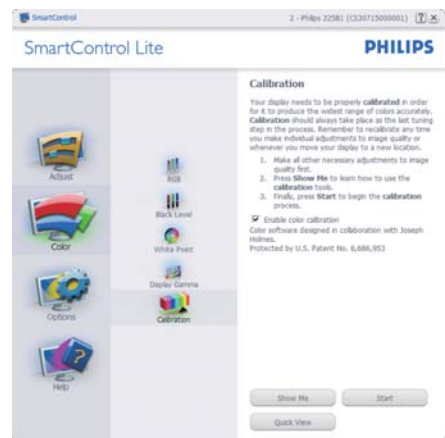 SmartControl
2 - Philips 225B1 (CS30715000001)
SmartControl Lite
PHILIPS
Adjust
Color
Options
Help
RGB
Black Level
White Point
Display Gamma
Calibration
Calibration
Your display needs to be properly calibrated in order
for it to produce the widest range of colors accurately.
Calibration should always take place as the last tuning
step in the process. Remember to recalibrate any time
you make individual adjustments to image quality or
whenever you move your display to a new location.
1. Make all other necessary adjustments to image
quality first.
2. Press Show Me to learn how to use the
calibration tools.
3. Finally, press Start to begin the calibration
process.
Enable color calibration
Color software designed in collaboration with Joseph
Holmes.
Protected by U.S. Patent No. 6,686,953
Show Me
Start
Quick View